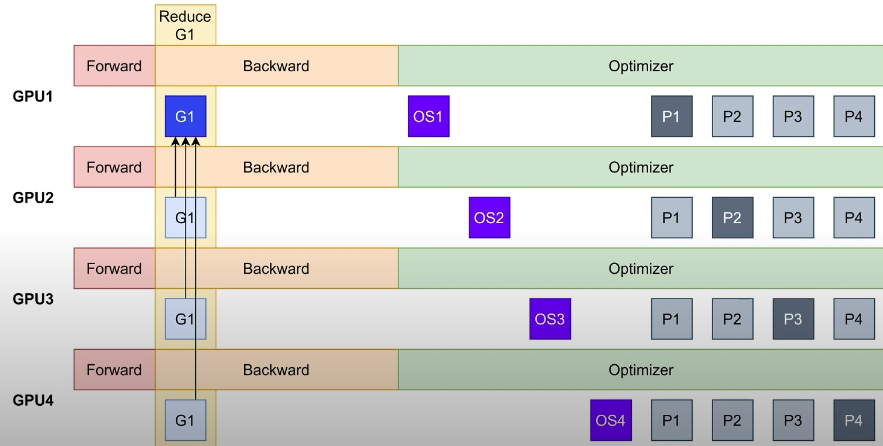 Reduce
G1
Forward Backward Optimizer
GPU1
G1 OS1 P1 P2 P3 P4
Forward Backward Optimizer
GPU2
G1 OS2 P1 P2 P3 P4
Forward Backward Optimizer
GPU3
G1 OS3 P1 P2 P3 P4
Forward Backward Optimizer
GPU4
G1 OS4 P1 P2 P3 P4